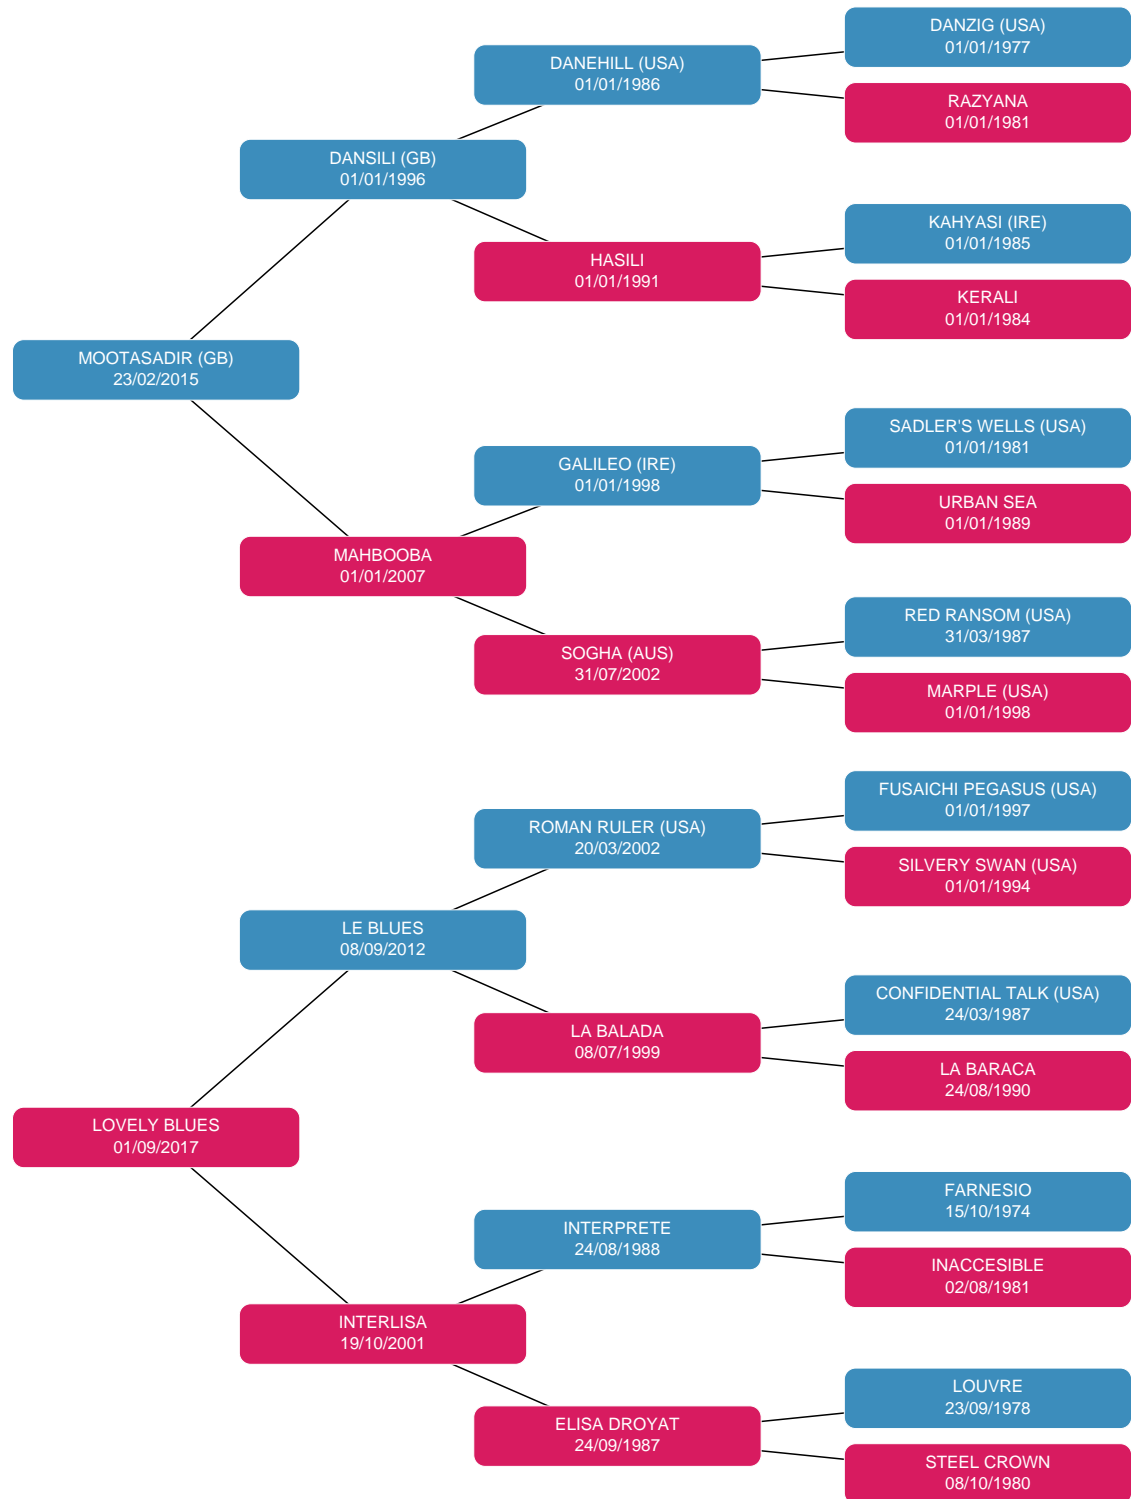 DANZIG (USA)
01/01/1977
DANEHILL (USA)
01/01/1986
RAZYANA
01/01/1981
DANSILI (GB)
01/01/1996
KAHYASI (IRE)
01/01/1985
HASILI
01/01/1991
KERALI
01/01/1984
MOOTASADIR (GB)
23/02/2015
SADLER'S WELLS (USA)
01/01/1981
GALILEO (IRE)
01/01/1998
URBAN SEA
01/01/1989
MAHBOOBA
01/01/2007
RED RANSOM (USA)
31/03/1987
SOGHA (AUS)
31/07/2002
MARPLE (USA)
01/01/1998
FUSAICHI PEGASUS (USA)
01/01/1997
ROMAN RULER (USA)
20/03/2002
SILVERY SWAN (USA)
01/01/1994
LE BLUES
08/09/2012
CONFIDENTIAL TALK (USA)
24/03/1987
LA BALADA
08/07/1999
LA BARACA
24/08/1990
LOVELY BLUES
01/09/2017
FARNESIO
15/10/1974
INTERPRETE
24/08/1988
INACCESIBLE
02/08/1981
INTERLISA
19/10/2001
LOUVRE
23/09/1978
ELISA DROYAT
24/09/1987
STEEL CROWN
08/10/1980